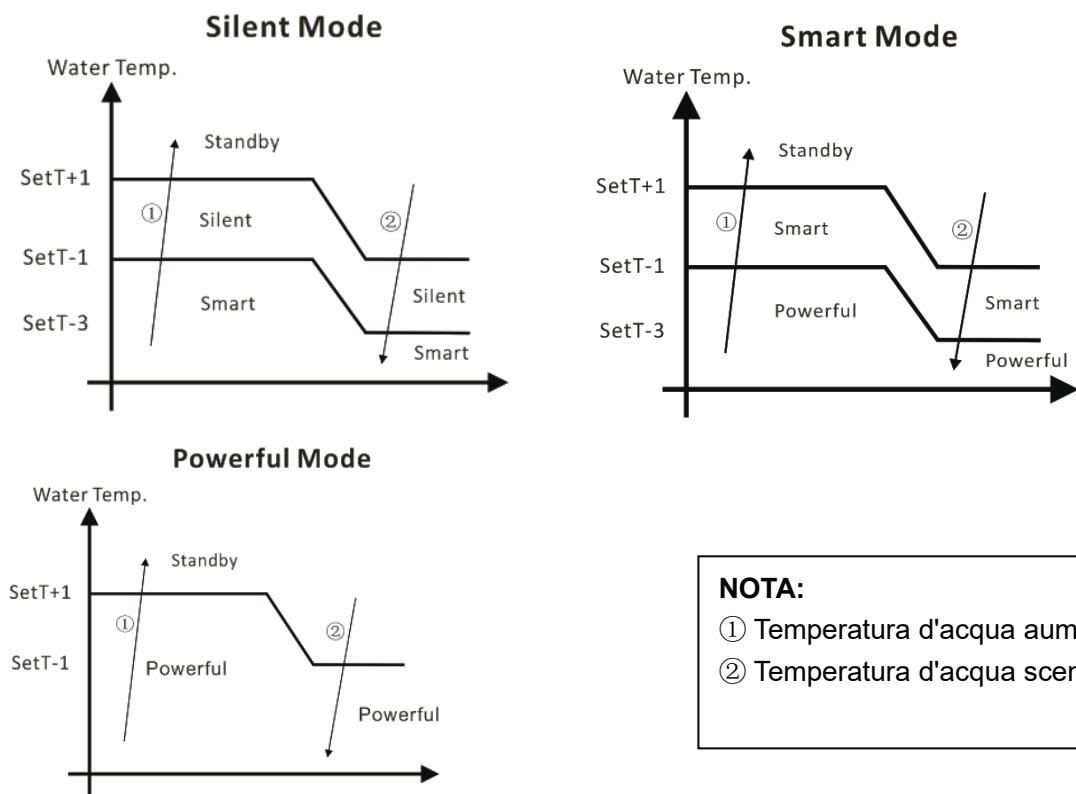 Silent Mode
Water Temp.
Standby
SetT+1
①
Silent
②
SetT-1
Smart
Silent
SetT-3
Smart
Smart Mode
Water Temp.
Standby
SetT+1
①
Smart
②
SetT-1
Powerful
Smart
SetT-3
Powerful
Powerful Mode
Water Temp.
Standby
SetT+1
①
②
SetT-1
Powerful
Powerful
NOTA:
① Temperatura d'acqua aum
② Temperatura d'acqua scen